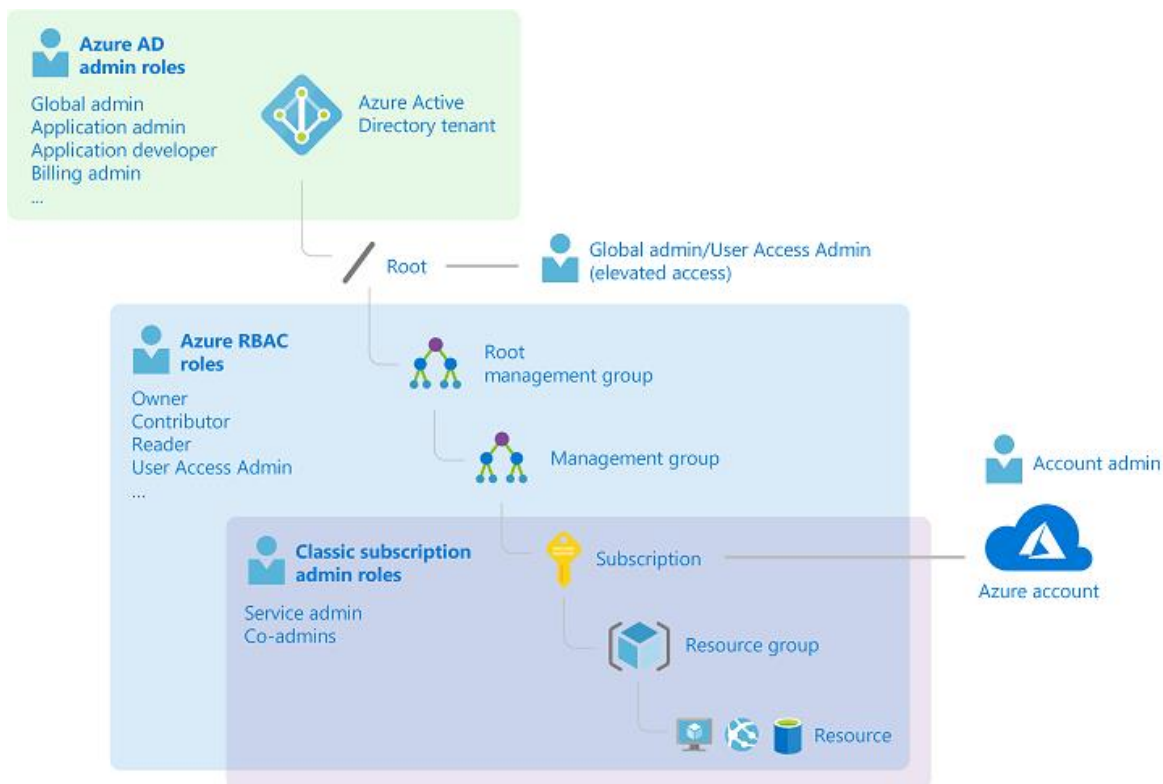 Azure AD
admin roles
Global admin
Application admin
Application developer
Billing admin
...
Azure Active
Directory tenant
Root
Global admin/User Access Admin
(elevated access)
Azure RBAC
roles
Owner
Contributor
Reader
User Access Admin
...
Root
management group
Management group
Account admin
Azure account
Classic subscription
admin roles
Service admin
Co-admins
Subscription
Resource group
Resource